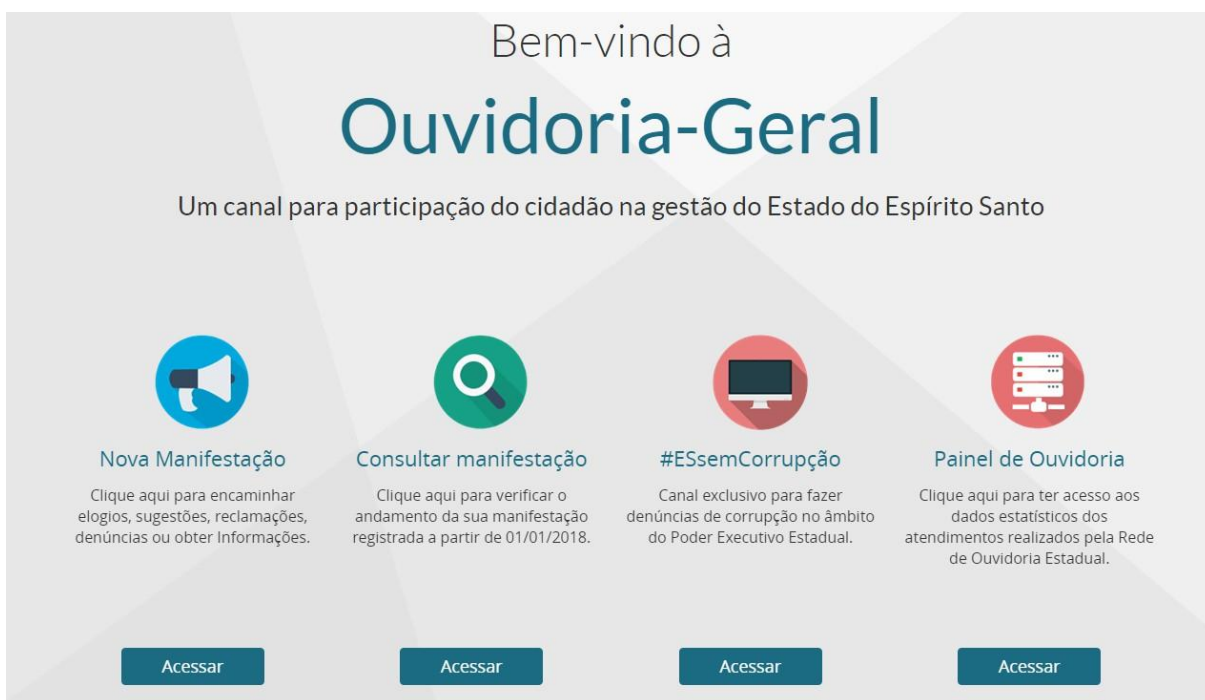 Bem-vindo à
Ouvidoria-Geral
Um canal para participação do cidadão na gestão do Estado do Espírito Santo
Nova Manifestação
Clique aqui para encaminhar
elogios, sugestões, reclamações,
denúncias ou obter Informações.
Acessar
Consultar manifestação
Clique aqui para verificar o
andamento da sua manifestação
registrada a partir de 01/01/2018.
Acessar
#ESsemCorrupção
Canal exclusivo para fazer
denúncias de corrupção no âmbito
do Poder Executivo Estadual.
Acessar
Painel de Ouvidoria
Clique aqui para ter acesso aos
dados estatísticos dos
atendimentos realizados pela Rede
de Ouvidoria Estadual.
Acessar